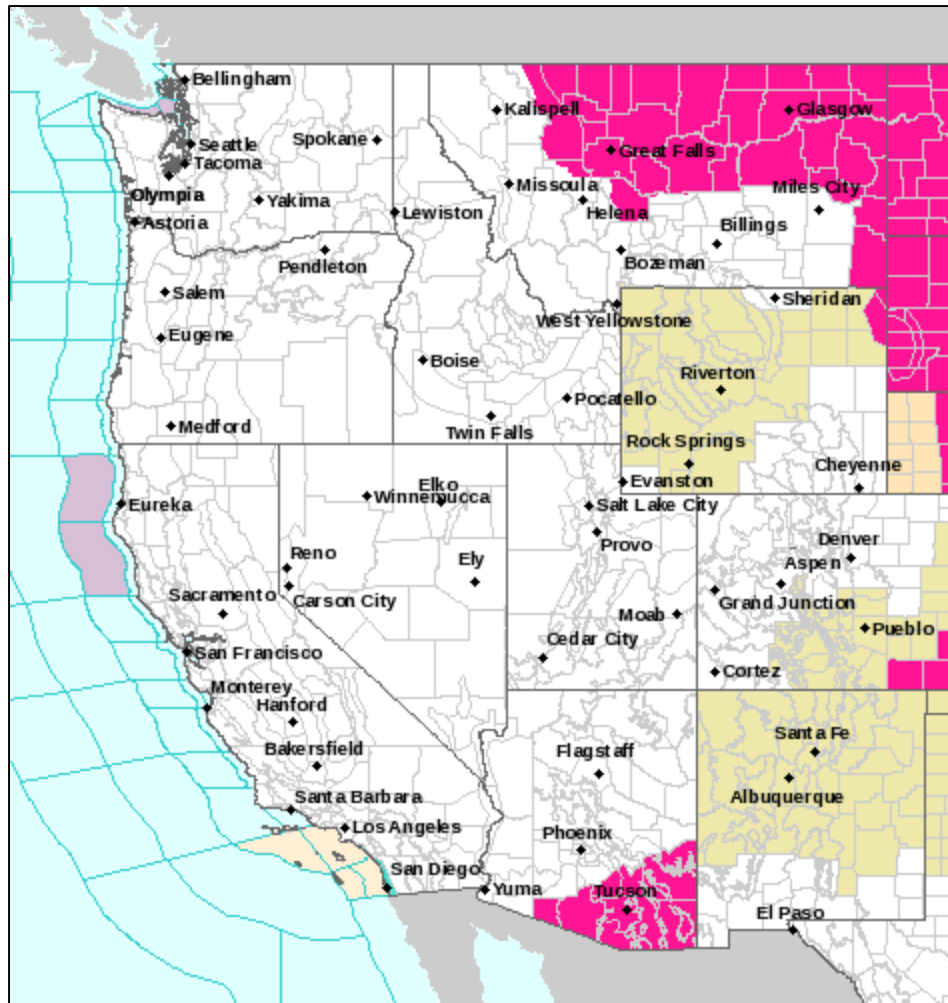 Bellingham
Kalispell
Glasgow
Seattle
Spokane
Great Falls
Tacoma
Olympia
Missoula
Miles City
Yakima
Helena
Lewiston
Astoria
Billings
Pendleton
Bozeman
Salem
Sheridan
West Yellowstone
Eugene
Boise
Riverton
Pocatello
Medford
Twin Falls
Rock Springs
Cheyenne
Evanston
Elko
Winnemucca
Eureka
Salt Lake City
Provo
Denver
Reno
Ely
Aspen
Sacramento
Carson City
Grand Junction
Moab
Pueblo
Cedar City
San Francisco
Cortez
Monterey
Hanford
Santa Fe
Bakersfield
Flagstaff
Albuquerque
Santa Barbara
Los Angeles
Phoenix
San Diego
Yuma
Tucson
El Paso